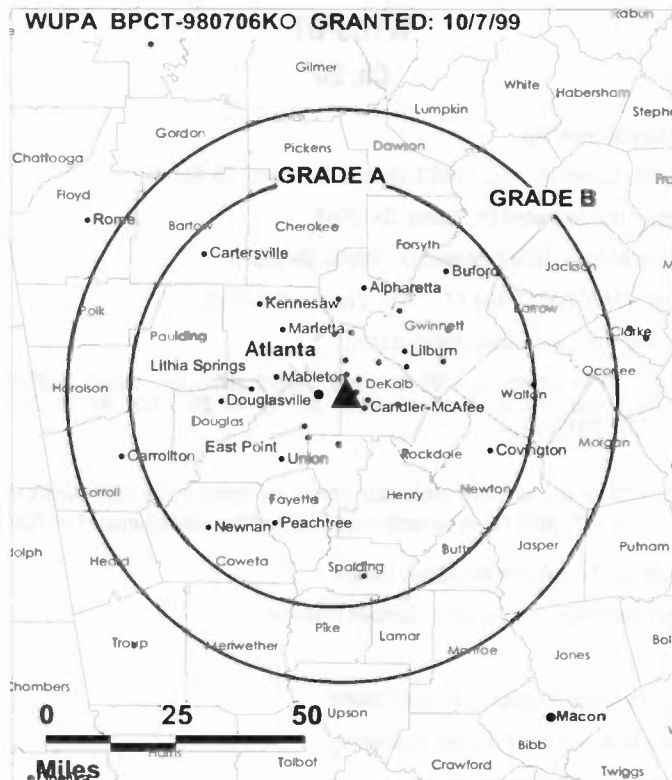 WUPA BPCT-980706KO GRANTED: 10/7/99
Rabun
Gilmer
White
Habersham
Lumpkin
Gordon
Dawson
Pickens
Chattooga
GRADE A
GRADE B
Floyd
Rome
Bartow
Cherokee
Forsyth
Cartersville
Buford
Jackson
Alpharetta
Kennesaw
Polk
Barrow
Marietta
Gwinnett
Clarke
Paulding
Atlanta
Lilburn
Lithia Springs
Oconee
Mableton
DeKalb
Haralson
Walton
Douglasville
Candler-McAfee
Douglas
Morgan
East Point
Covington
Carrollton
Union
Rockdale
Carroll
Newton
Fayette
Henry
Newnan
Peachtree
Putnam
Butts
Jasper
Heard
Coweta
Spalding
Pike
Troup
Meriwether
Lamar
Monroe
Jones
Chambers
0 25 50
Upson
Macon
Bibb
Miles
Harris
Talbot
Crawford
Twiggs